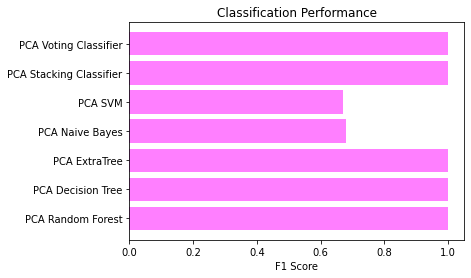 Classification Performance
PCA Voting Classifier
PCA Stacking Classifier
PCA SVM
PCA Naive Bayes
PCA ExtraTree
PCA Decision Tree
PCA Random Forest
0.0 0.2 0.4 0.6 0.8 1.0
F1 Score